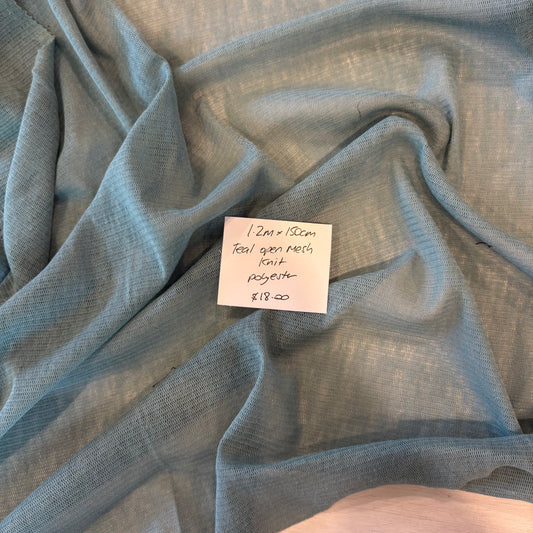 1.2m x 150cm
Teal open mesh
Knit
polyester
$18.00